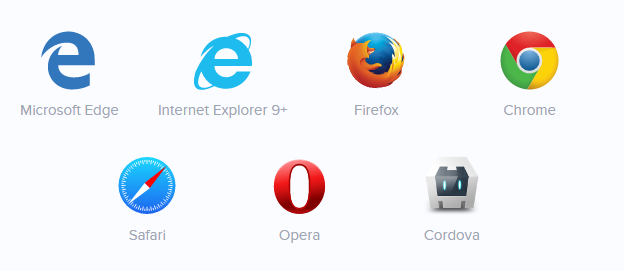 Microsoft Edge
Internet Explorer 9+
Firefox
Chrome
Safari
Opera
Cordova